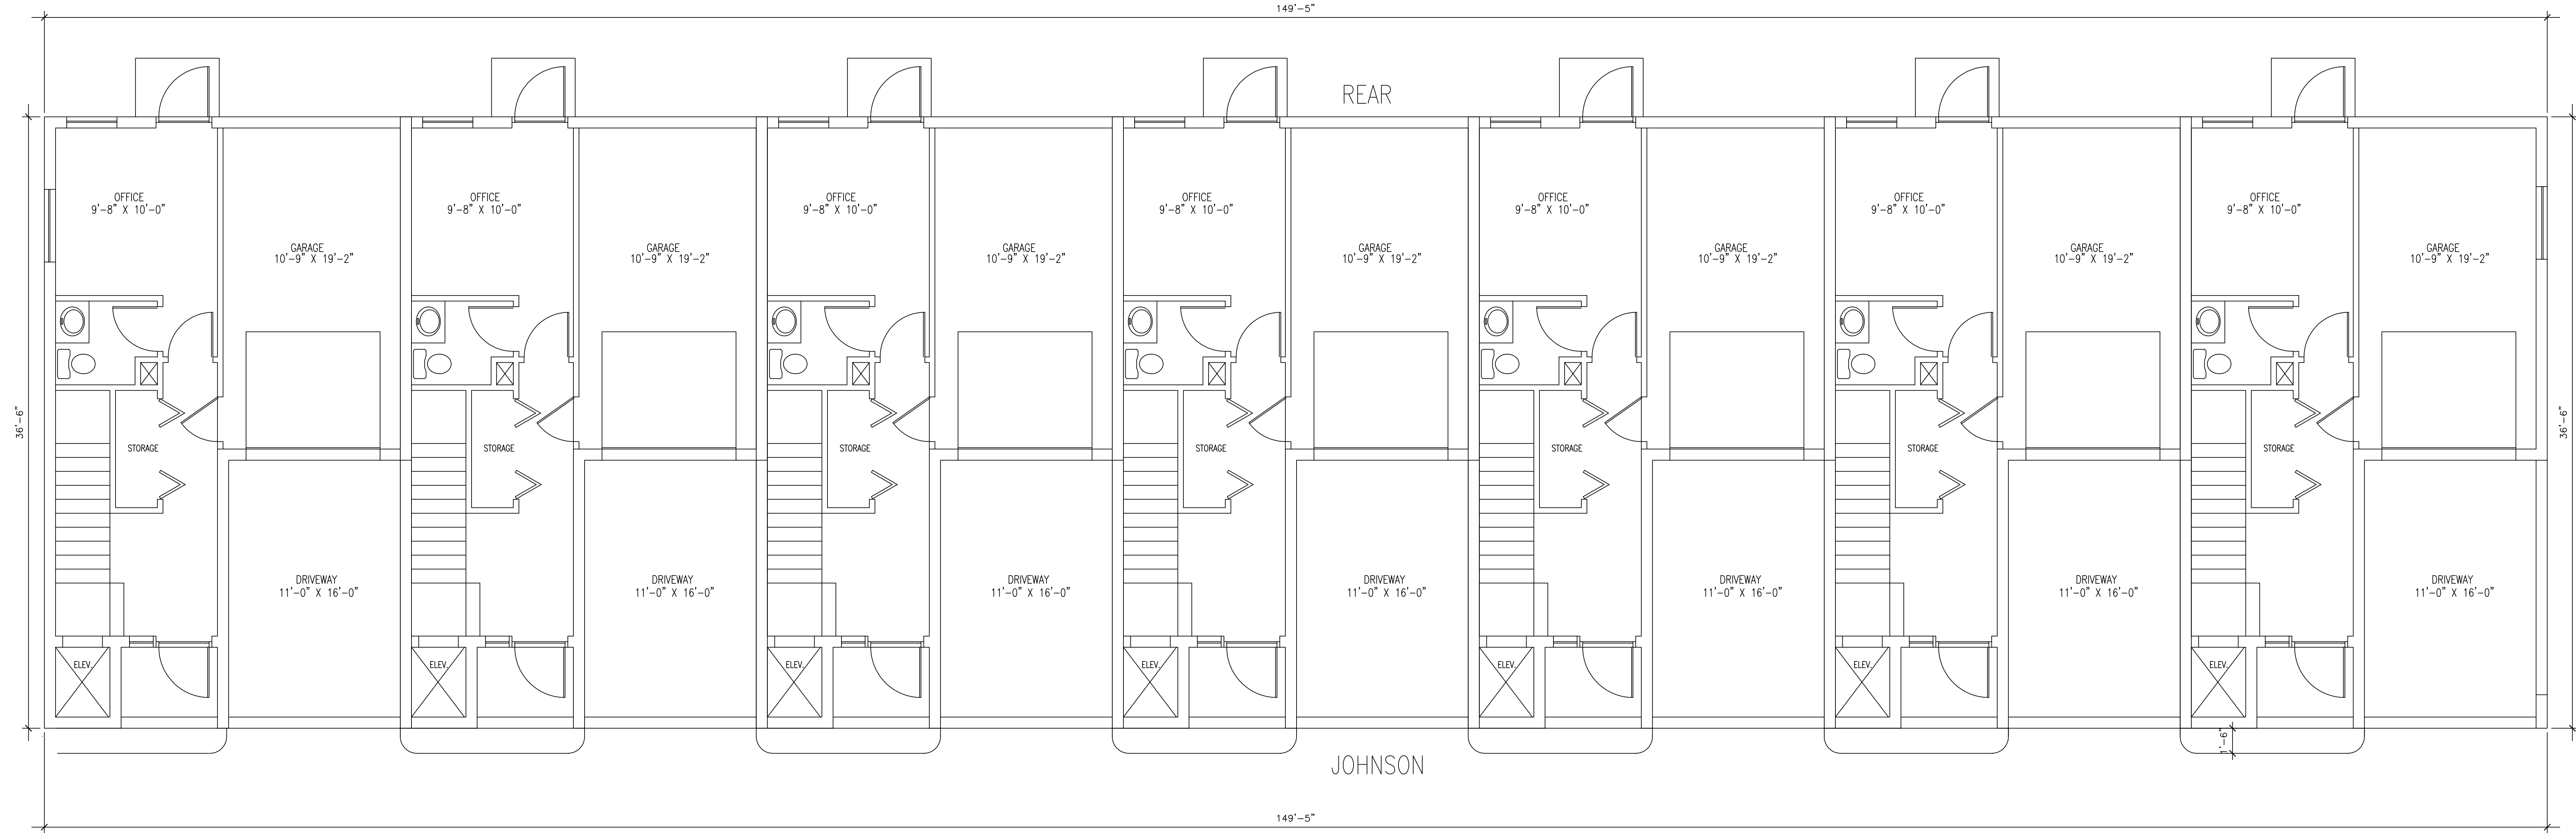 149'-5"
REAR
OFFICE
9'-8" X 10'-0"
OFFICE
9'-8" X 10'-0"
OFFICE
9'-8" X 10'-0"
OFFICE
9'-8" X 10'-0"
OFFICE
9'-8" X 10'-0"
OFFICE
9'-8" X 10'-0"
OFFICE
9'-8" X 10'-0"
GARAGE
10'-9" X 19'-2"
GARAGE
10'-9" X 19'-2"
GARAGE
10'-9" X 19'-2"
GARAGE
10'-9" X 19'-2"
GARAGE
10'-9" X 19'-2"
GARAGE
10'-9" X 19'-2"
GARAGE
10'-9" X 19'-2"
36'-6"
36'-6"
STORAGE
STORAGE
STORAGE
STORAGE
STORAGE
STORAGE
STORAGE
DRIVEWAY
11'-0" X 16'-0"
DRIVEWAY
11'-0" X 16'-0"
DRIVEWAY
11'-0" X 16'-0"
DRIVEWAY
11'-0" X 16'-0"
DRIVEWAY
11'-0" X 16'-0"
DRIVEWAY
11'-0" X 16'-0"
DRIVEWAY
11'-0" X 16'-0"
ELEV.
ELEV.
ELEV.
ELEV.
ELEV.
ELEV.
ELEV.
1'-6"
JOHNSON
149'-5"